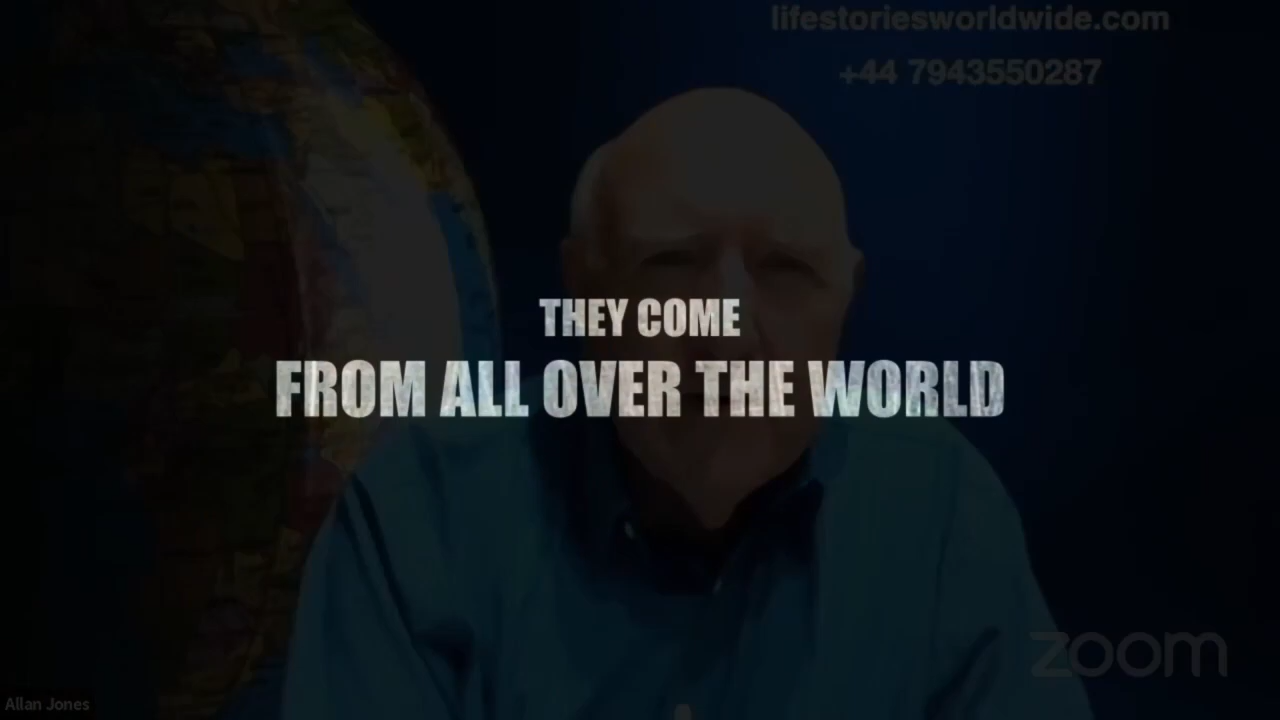 lifestoriesworldwide.com
+44 7943550287
THEY COME
FROM ALL OVER THE WORLD
zoom
Allan Jones